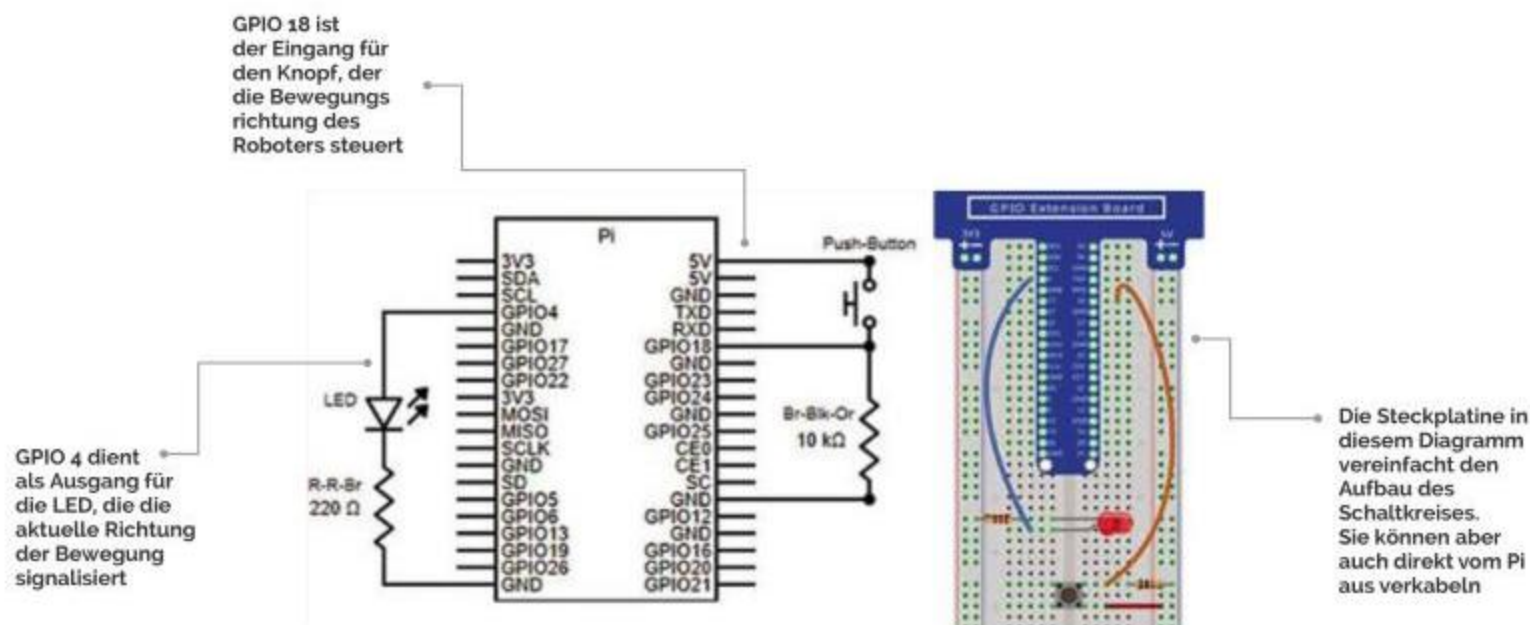 GPIO 18 ist
der Eingang für
den Knopf, der
die Bewegungs
richtung des
Roboters steuert
GPIO 4 dient
als Ausgang für
die LED, die die
aktuelle Richtung
der Bewegung
signalisiert
Pi
3V3
SDA
SCL
GPIO4
GND
GPIO17
GPIO27
GPIO22
3V3
MOSI
MISO
SCLK
GND
SD
GPIO5
GPIO6
GPIO13
GPIO19
GPIO26
GND
5V
5V
GND
TXD
RXD
GPIO18
GND
GPIO23
GPIO24
GND
GPIO25
CE0
CE1
SC
GND
GPIO12
GND
GPIO16
GPIO20
GPIO21
LED
R-R-Br
220 Ω
Push-Button
Br-Blk-Or
10 kΩ
GPIO Extension Board
3V3
5V
Die Steckplatine in
diesem Diagramm
vereinfacht den
Aufbau des
Schaltkreises.
Sie können aber
auch direkt vom Pi
aus verkabeln